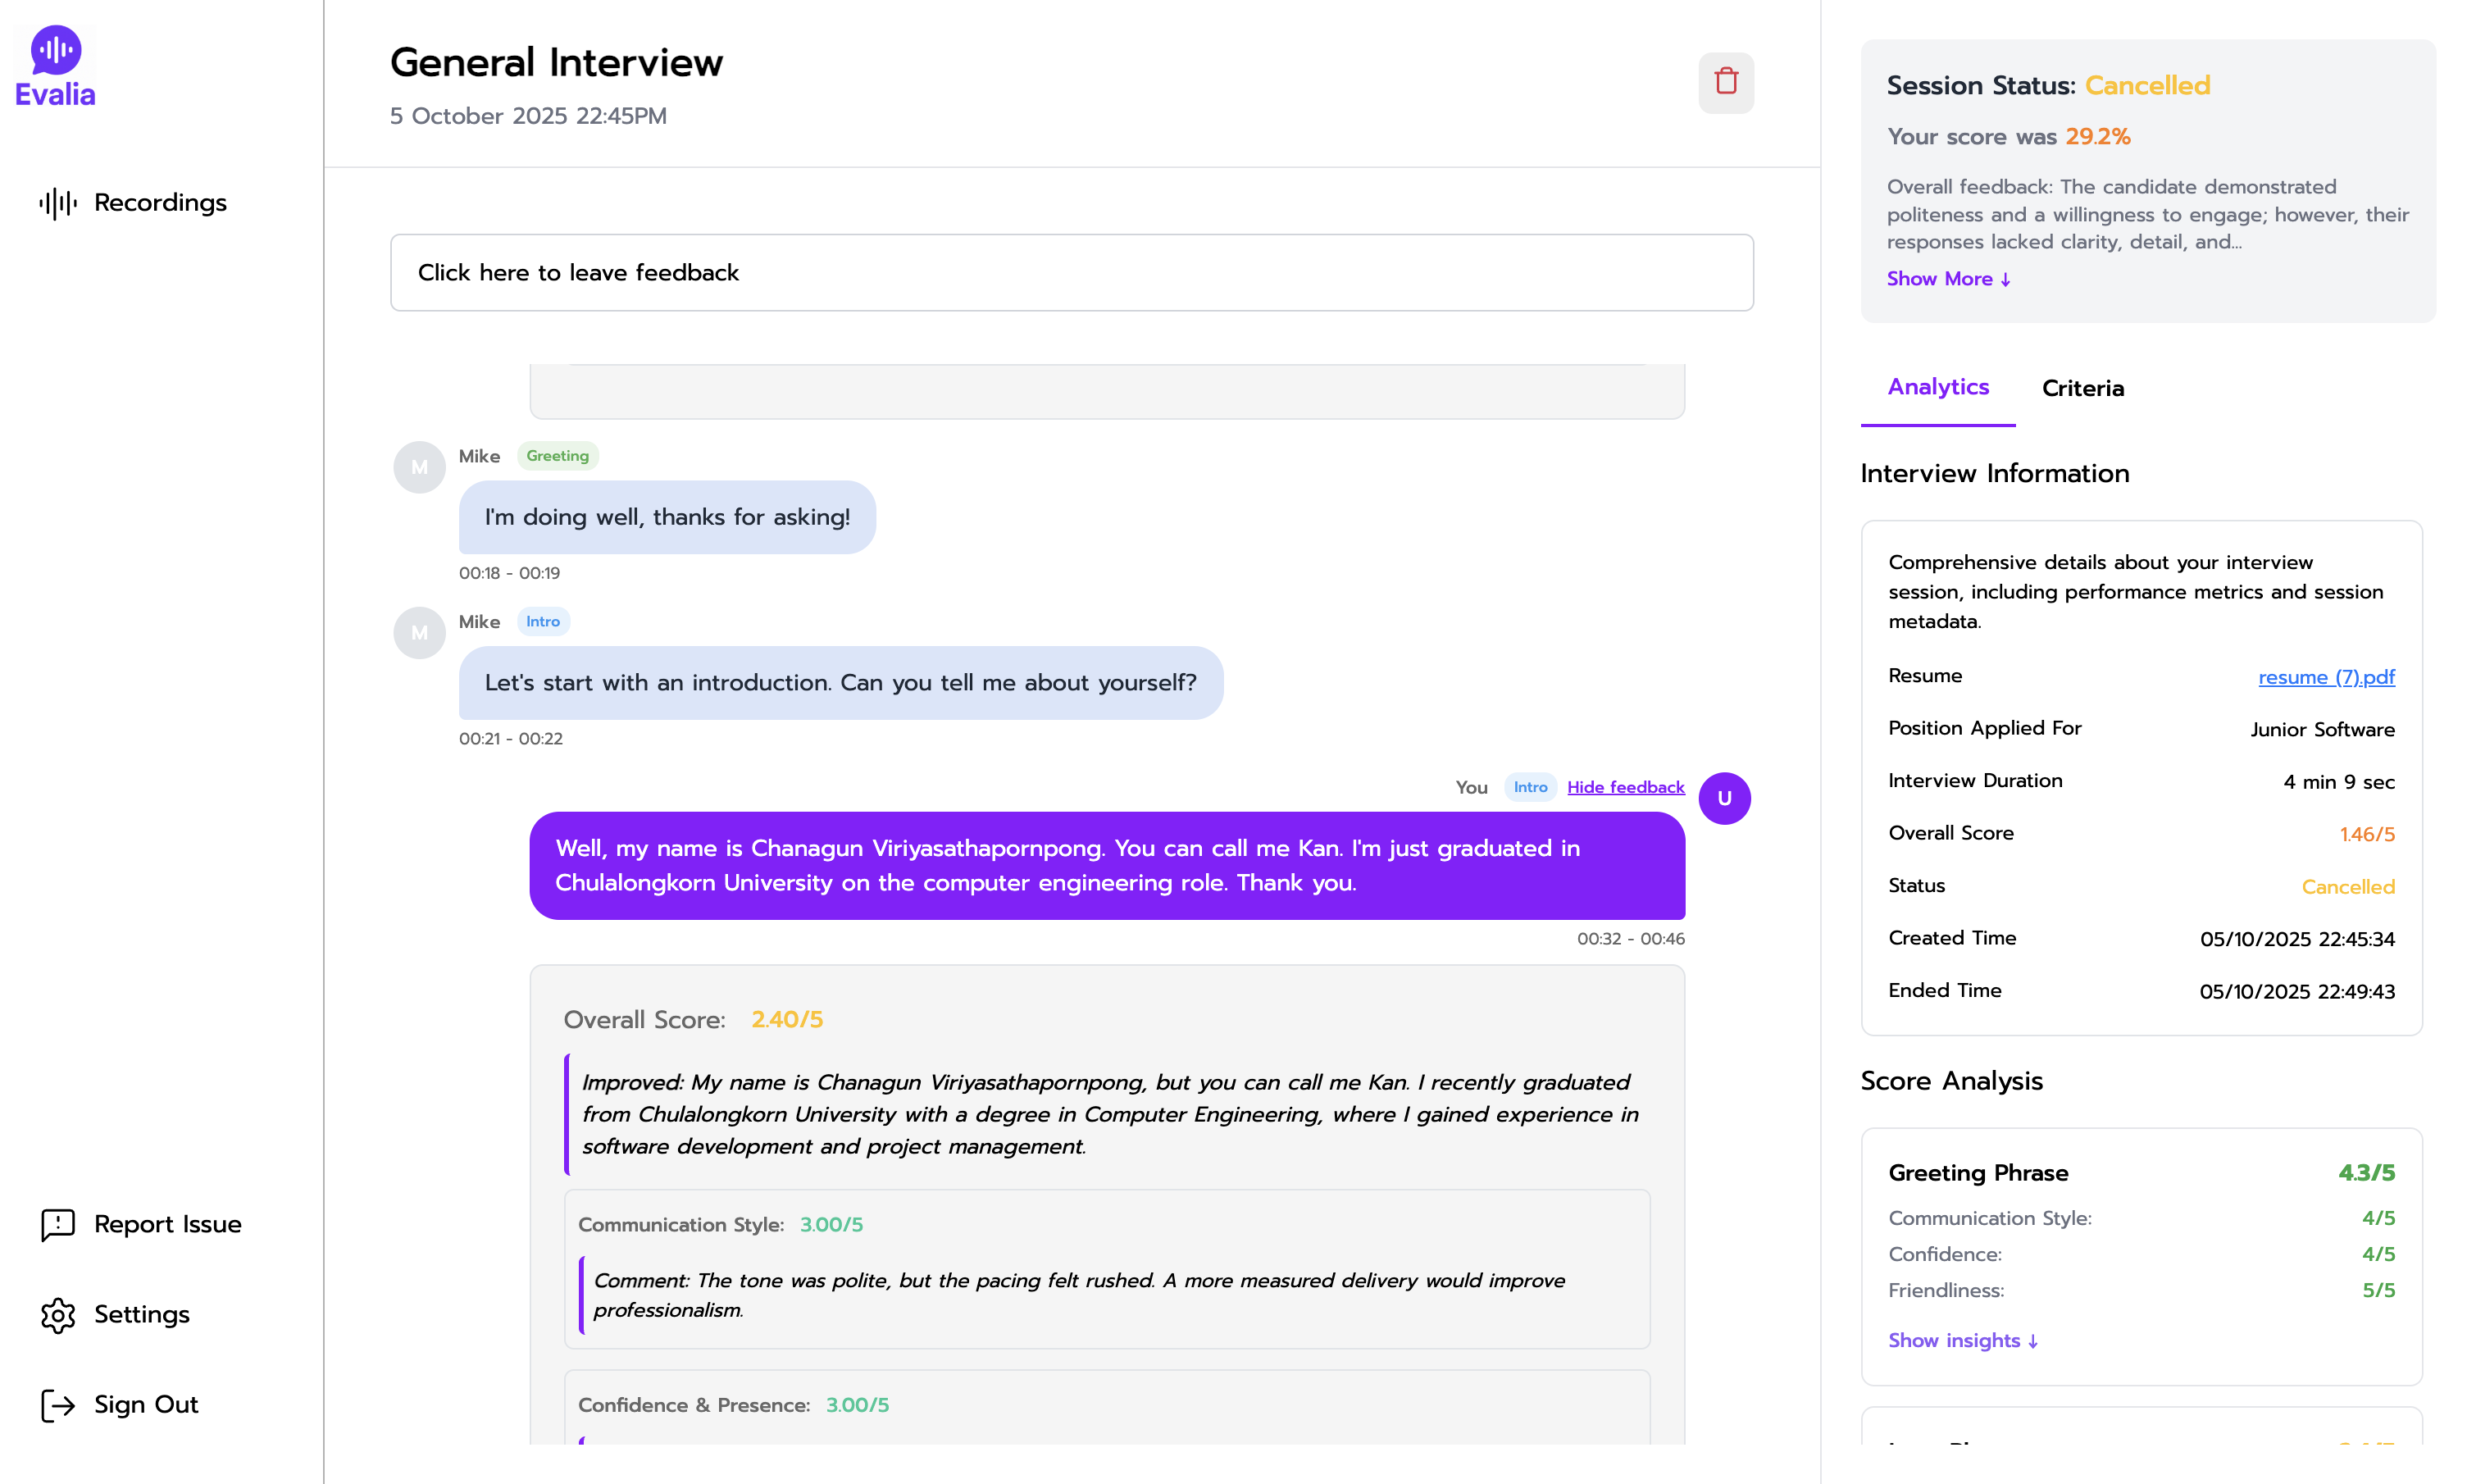 Evalia
Recordings
Report Issue
Settings
Sign Out
General Interview
5 October 2025 22:45PM
Click here to leave feedback
M
Mike
Greeting
I'm doing well, thanks for asking!
00:18 - 00:19
M
Mike
Intro
Let's start with an introduction. Can you tell me about yourself?
00:21 - 00:22
You
Intro
Hide feedback
U
Well, my name is Chanagun Viriyasathapornpong. You can call me Kan. I'm just graduated in
Chulalongkorn University on the computer engineering role. Thank you.
00:32 - 00:46
Overall Score: 2.40/5
Improved: My name is Chanagun Viriyasathapornpong, but you can call me Kan. I recently graduated
from Chulalongkorn University with a degree in Computer Engineering, where I gained experience in
software development and project management.
Communication Style: 3.00/5
Comment: The tone was polite, but the pacing felt rushed. A more measured delivery would improve
professionalism.
Confidence & Presence: 3.00/5
Session Status: Cancelled
Your score was 29.2%
Overall feedback: The candidate demonstrated
politeness and a willingness to engage; however, their
responses lacked clarity, detail, and...
Show More ↓
Analytics
Criteria
Interview Information
Comprehensive details about your interview
session, including performance metrics and session
metadata.
Resume
resume (7).pdf
Position Applied For
Junior Software
Interview Duration
4 min 9 sec
Overall Score
1.46/5
Status
Cancelled
Created Time
05/10/2025 22:45:34
Ended Time
05/10/2025 22:49:43
Score Analysis
Greeting Phrase
4.3/5
Communication Style:
4/5
Confidence:
4/5
Friendliness:
5/5
Show insights ↓